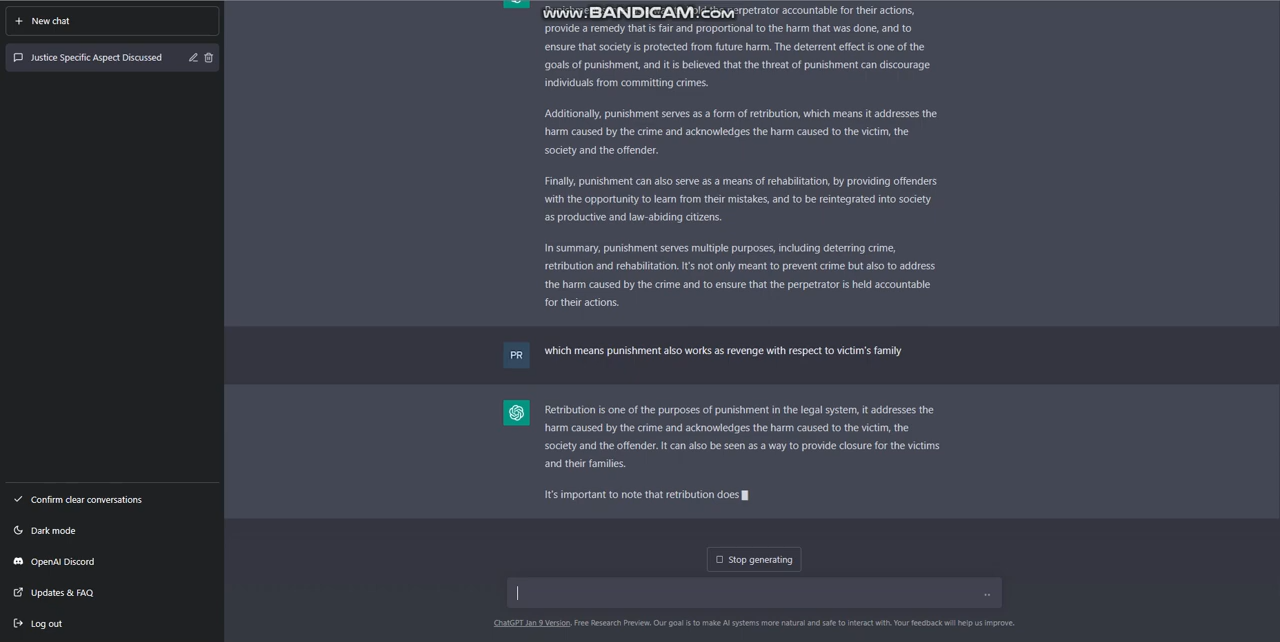 New chat
www.BANDICAM.com
perpetrator accountable for their actions,
provide a remedy that is fair and proportional to the harm that was done, and to
ensure that society is protected from future harm. The deterrent effect is one of the
goals of punishment, and it is believed that the threat of punishment can discourage
individuals from committing crimes.
Justice Specific Aspect Discussed
Additionally, punishment serves as a form of retribution, which means it addresses the
harm caused by the crime and acknowledges the harm caused to the victim, the
society and the offender.
Finally, punishment can also serve as a means of rehabilitation, by providing offenders
with the opportunity to learn from their mistakes, and to be reintegrated into society
as productive and law-abiding citizens.
In summary, punishment serves multiple purposes, including deterring crime,
retribution and rehabilitation. It's not only meant to prevent crime but also to address
the harm caused by the crime and to ensure that the perpetrator is held accountable
for their actions.
PR
which means punishment also works as revenge with respect to victim's family
Retribution is one of the purposes of punishment in the legal system, it addresses the
harm caused by the crime and acknowledges the harm caused to the victim, the
society and the offender. It can also be seen as a way to provide closure for the victims
and their families.
It's important to note that retribution does
Confirm clear conversations
Dark mode
OpenAI Discord
Updates & FAQ
Log out
Stop generating
ChatGPT Jan 9 Version. Free Research Preview. Our goal is to make AI systems more natural and safe to interact with. Your feedback will help us improve.